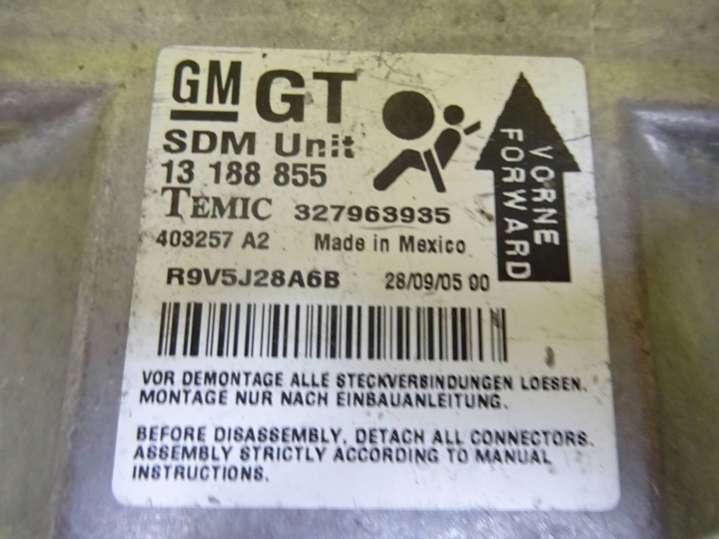 GM GT
SDM Unit
13 188 855
TEMIC 327963935
403257 A2 Made in Mexico
R9V5J28A6B 28/09/05 00
VORNE
FORWARD
VOR DEMONTAGE ALLE STECKVERBINDUNGEN LOESEN.
MONTAGE NUR NACH EINBAUANLEITUNG.
BEFORE DISASSEMBLY, DETACH ALL CONNECTORS.
ASSEMBLY STRICTLY ACCORDING TO MANUAL
INSTRUCTIONS.